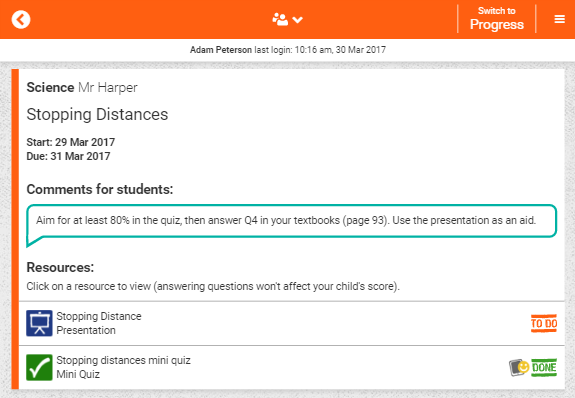 Switch to
Progress
Adam Peterson last login: 10:16 am, 30 Mar 2017
Science Mr Harper
Stopping Distances
Start: 29 Mar 2017
Due: 31 Mar 2017
Comments for students:
Aim for at least 80% in the quiz, then answer Q4 in your textbooks (page 93). Use the presentation as an aid.
Resources:
Click on a resource to view (answering questions won't affect your child's score).
Stopping Distance
Presentation
TO DO
Stopping distances mini quiz
Mini Quiz
DONE